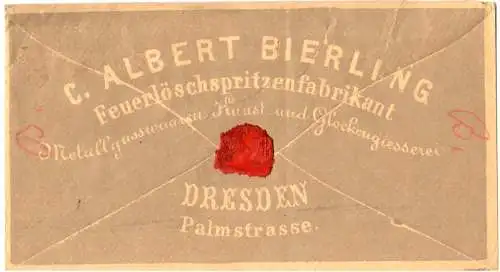 C. ALBERT BIERLING
Feuerlöschspritzenfabrikant
Metallgusswaaren Kunst und Glockengiesserei
DRESDEN
Palmstrasse.